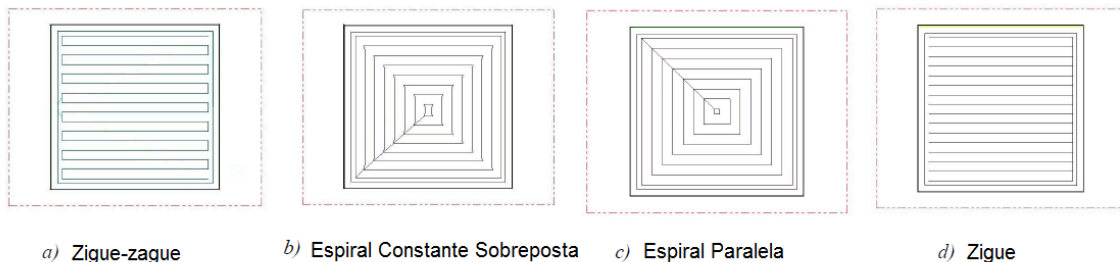 a) Zigue-zague
b) Espiral Constante Sobreposta
c) Espiral Paralela
d) Zigue